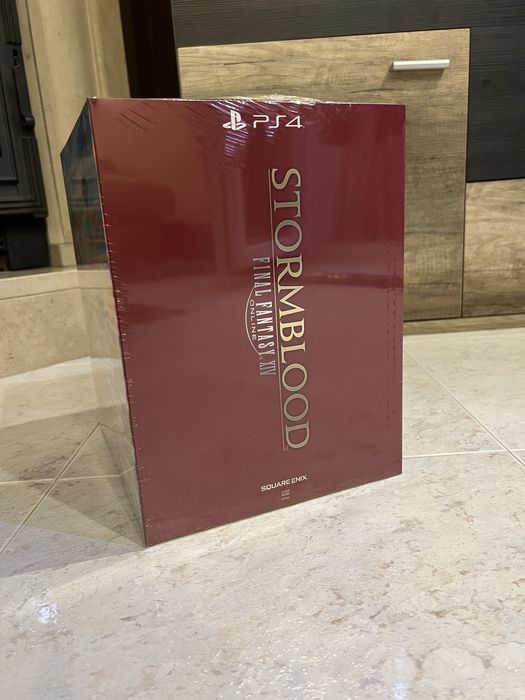 PS4
STORMBLOOD
FINAL FANTASY XIV
ONLINE
SQUARE ENIX